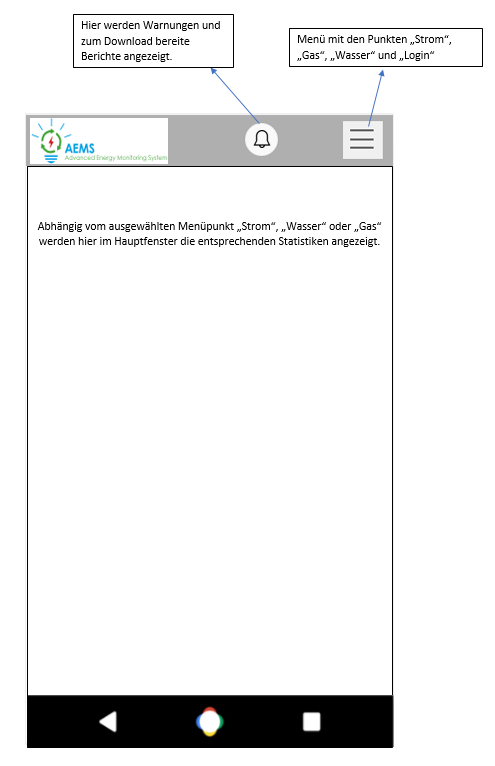 Hier werden Warnungen und
zum Download bereite
Berichte angezeigt.
Menü mit den Punkten „Strom“,
„Gas“, „Wasser“ und „Login“
AEMS
Advanced Energy Monitoring System
Abhängig vom ausgewählten Menüpunkt „Strom“, „Wasser“ oder „Gas“
werden hier im Hauptfenster die entsprechenden Statistiken angezeigt.